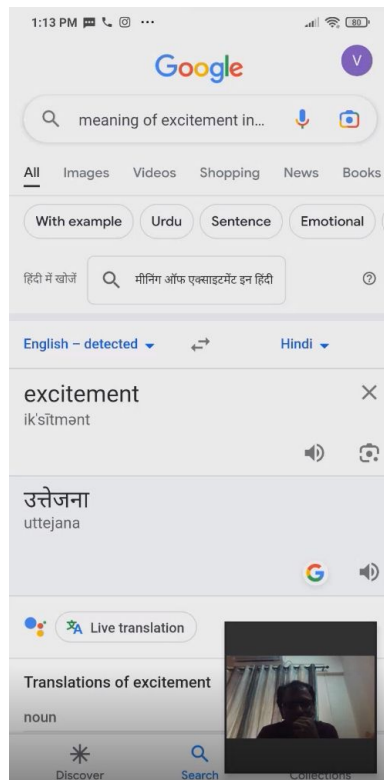 1:13 PM
80
Google
V
meaning of excitement in...
All Images Videos Shopping News Books
With example Urdu Sentence Emotional
हिंदी में खोजें मीनिंग ऑफ एक्साइटमेंट इन हिंदी
English – detected Hindi
excitement
ik'sītmənt
उत्तेजना
uttejana
G
Live translation
Translations of excitement
noun
Discover Search Collections